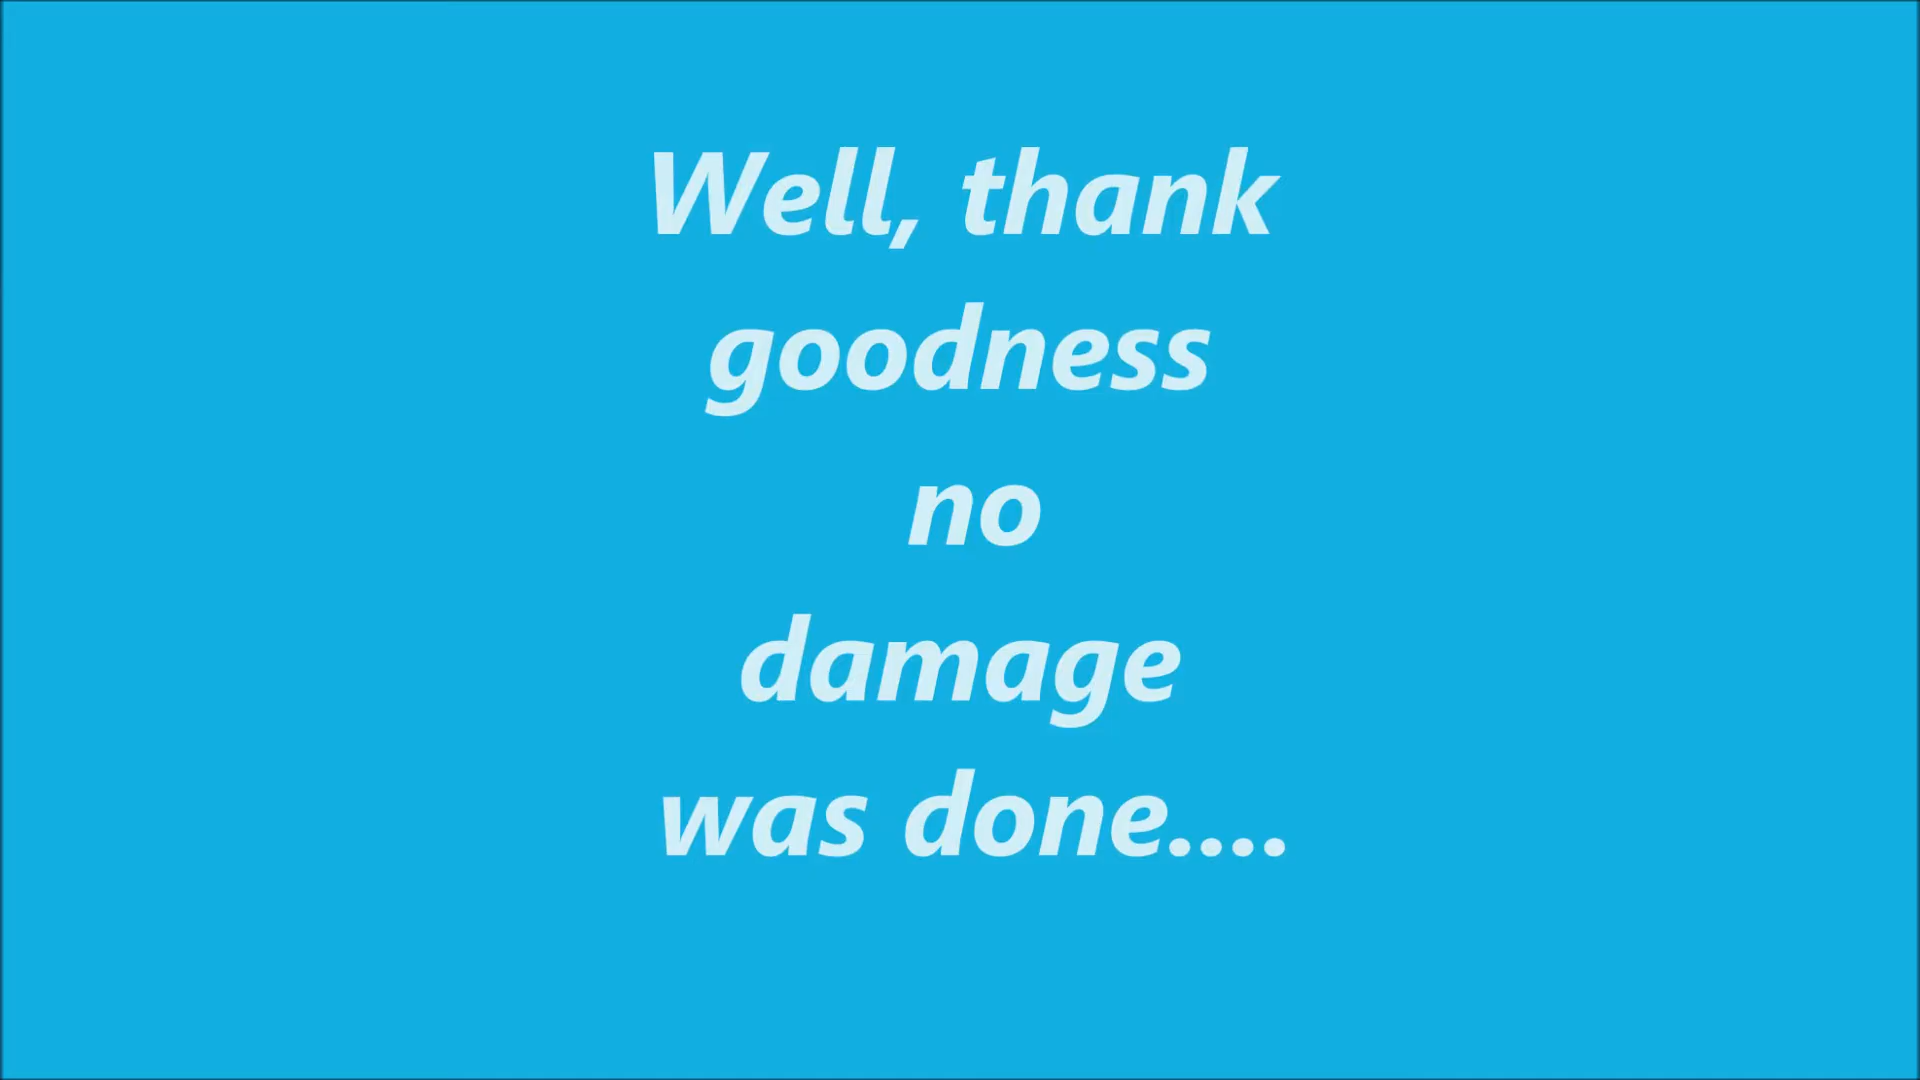 Well, thank
goodness
no
damage
was done....